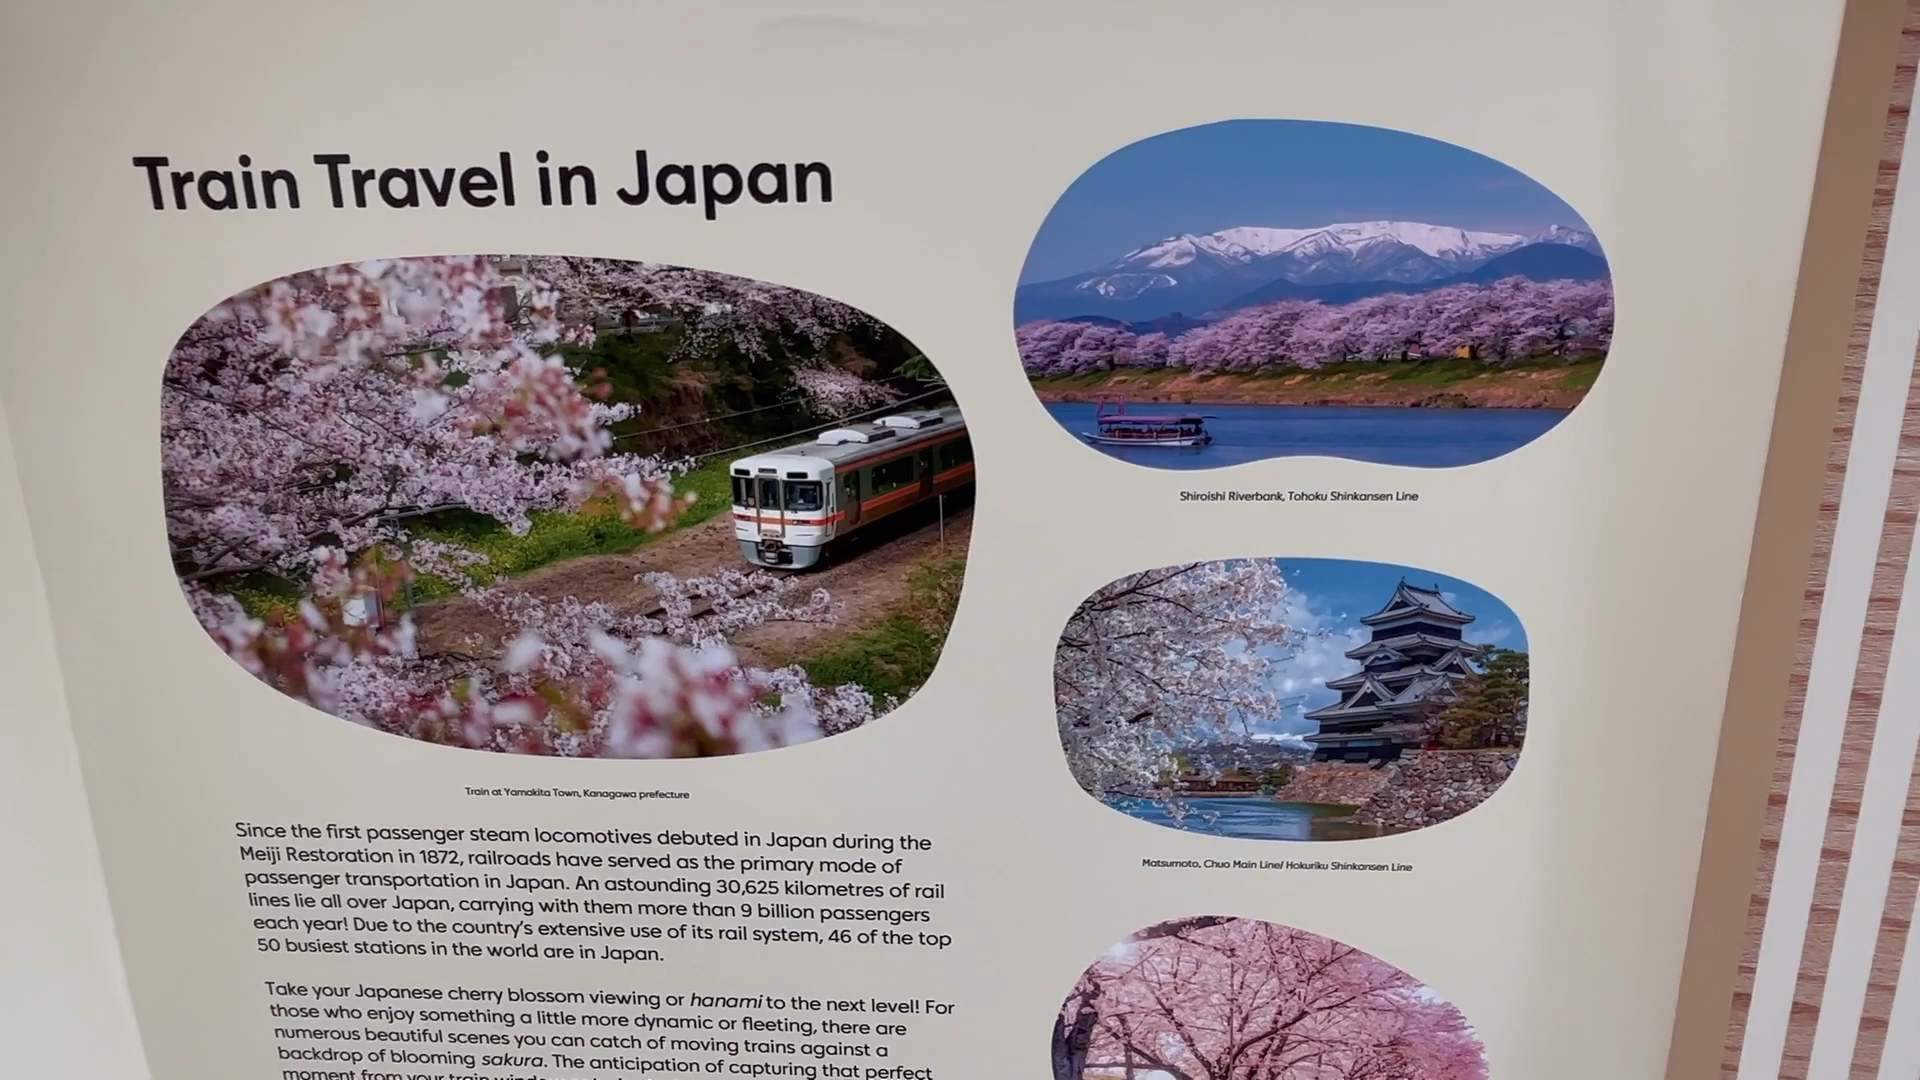 Train Travel in Japan
Train at Yamakita Town, Kanagawa prefecture
Since the first passenger steam locomotives debuted in Japan during the
Meiji Restoration in 1872, railroads have served as the primary mode of
passenger transportation in Japan. An astounding 30,625 kilometres of rail
lines lie all over Japan, carrying with them more than 9 billion passengers
each year! Due to the country's extensive use of its rail system, 46 of the top
50 busiest stations in the world are in Japan.
Take your Japanese cherry blossom viewing or hanami to the next level! For
those who enjoy something a little more dynamic or fleeting, there are
numerous beautiful scenes you can catch of moving trains against a
backdrop of blooming sakura. The anticipation of capturing that perfect
moment from your train
Shiroishi Riverbank, Tohoku Shinkansen Line
Matsumoto, Chuo Main Line/ Hokuriku Shinkansen Line